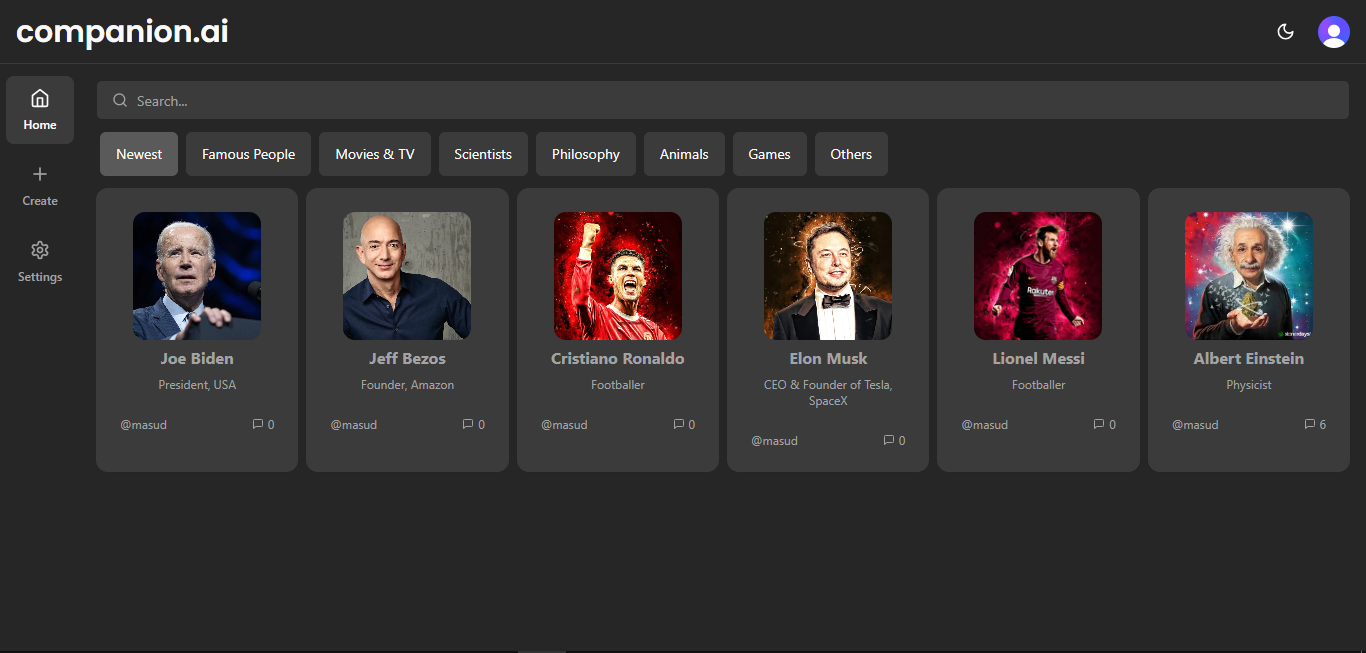 companion.ai
Home
Create
Settings
Search...
Newest
Famous People
Movies & TV
Scientists
Philosophy
Animals
Games
Others
Joe Biden
President, USA
@masud
0
Jeff Bezos
Founder, Amazon
@masud
0
Cristiano Ronaldo
Footballer
@masud
0
Elon Musk
CEO & Founder of Tesla,
SpaceX
@masud
0
Rakuten
Lionel Messi
Footballer
@masud
0
Albert Einstein
Physicist
@masud
6